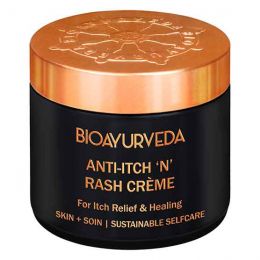 BIOAYURVEDA
ANTI-ITCH 'N'
RASH CRÈME
For Itch Relief & Healing
SKIN + SOIN | SUSTAINABLE SELFCARE